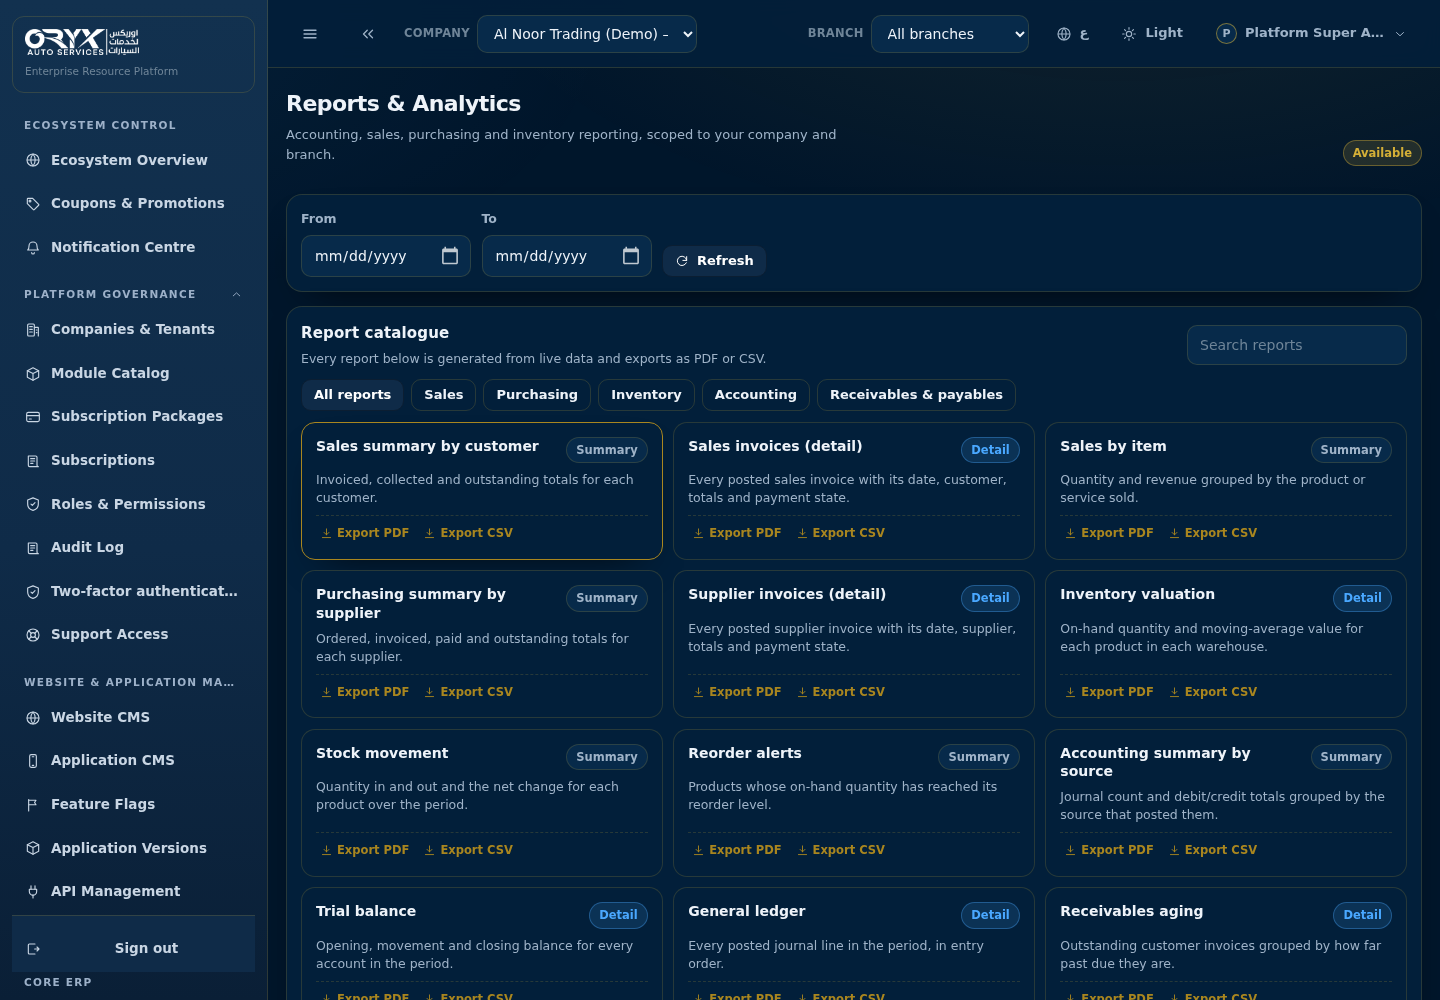 ORYX اوريكس لخدمات السيارات
AUTO SERVICES
Enterprise Resource Platform
ECOSYSTEM CONTROL
Ecosystem Overview
Coupons & Promotions
Notification Centre
PLATFORM GOVERNANCE
Companies & Tenants
Module Catalog
Subscription Packages
Subscriptions
Roles & Permissions
Audit Log
Two-factor authenticat...
Support Access
WEBSITE & APPLICATION MA...
Website CMS
Application CMS
Feature Flags
Application Versions
API Management
Sign out
CORE ERP
COMPANY Al Noor Trading (Demo) – BRANCH All branches ع Light P Platform Super A...
Reports & Analytics
Accounting, sales, purchasing and inventory reporting, scoped to your company and
branch.
Available
From To
mm/dd/yyyy mm/dd/yyyy Refresh
Report catalogue
Every report below is generated from live data and exports as PDF or CSV.
Search reports
All reports Sales Purchasing Inventory Accounting Receivables & payables
Sales summary by customer Summary
Invoiced, collected and outstanding totals for each
customer.
Export PDF Export CSV
Sales invoices (detail) Detail
Every posted sales invoice with its date, customer,
totals and payment state.
Export PDF Export CSV
Sales by item Summary
Quantity and revenue grouped by the product or
service sold.
Export PDF Export CSV
Purchasing summary by
supplier
Summary
Ordered, invoiced, paid and outstanding totals for
each supplier.
Export PDF Export CSV
Supplier invoices (detail) Detail
Every posted supplier invoice with its date, supplier,
totals and payment state.
Export PDF Export CSV
Inventory valuation Detail
On-hand quantity and moving-average value for
each product in each warehouse.
Export PDF Export CSV
Stock movement Summary
Quantity in and out and the net change for each
product over the period.
Export PDF Export CSV
Reorder alerts Summary
Products whose on-hand quantity has reached its
reorder level.
Export PDF Export CSV
Accounting summary by
source
Summary
Journal count and debit/credit totals grouped by the
source that posted them.
Export PDF Export CSV
Trial balance Detail
Opening, movement and closing balance for every
account in the period.
Export PDF Export CSV
General ledger Detail
Every posted journal line in the period, in entry
order.
Export PDF Export CSV
Receivables aging Detail
Outstanding customer invoices grouped by how far
past due they are.
Export PDF Export CSV